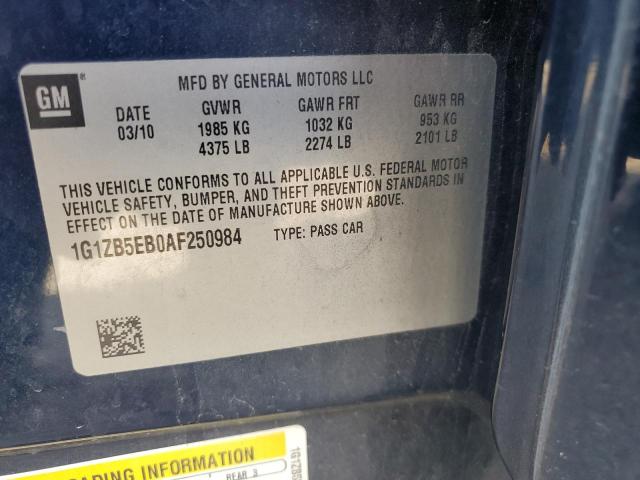 GM
MFD BY GENERAL MOTORS LLC
DATE GVWR GAWR FRT GAWR RR
03/10 1985 KG 1032 KG 953 KG
4375 LB 2274 LB 2101 LB
THIS VEHICLE CONFORMS TO ALL APPLICABLE U.S. FEDERAL MOTOR
VEHICLE SAFETY, BUMPER, AND THEFT PREVENTION STANDARDS IN
EFFECT ON THE DATE OF MANUFACTURE SHOWN ABOVE.
1G1ZB5EB0AF250984 TYPE: PASS CAR
ADING INFORMATION
REAR 3
1G1ZB5